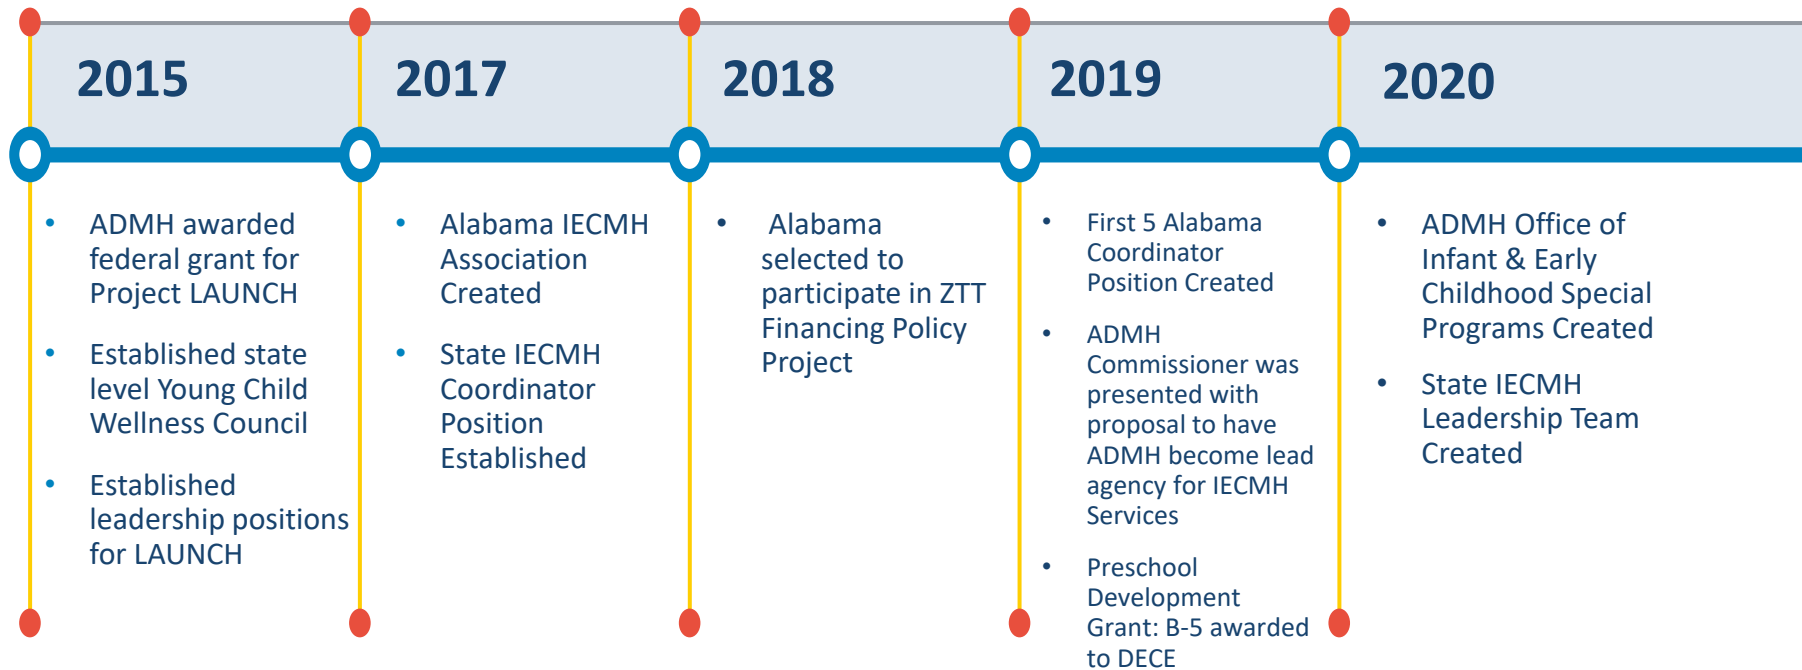 2015
• ADMH awarded
federal grant for
Project LAUNCH
• Established state
level Young Child
Wellness Council
• Established
leadership positions
for LAUNCH
2017
• Alabama IECMH
Association
Created
• State IECMH
Coordinator
Position
Established
2018
• Alabama
selected to
participate in ZTT
Financing Policy
Project
2019
• First 5 Alabama
Coordinator
Position Created
• ADMH
Commissioner was
presented with
proposal to have
ADMH become lead
agency for IECMH
Services
• Preschool
Development
Grant: B-5 awarded
to DECE
2020
• ADMH Office of
Infant & Early
Childhood Special
Programs Created
• State IECMH
Leadership Team
Created